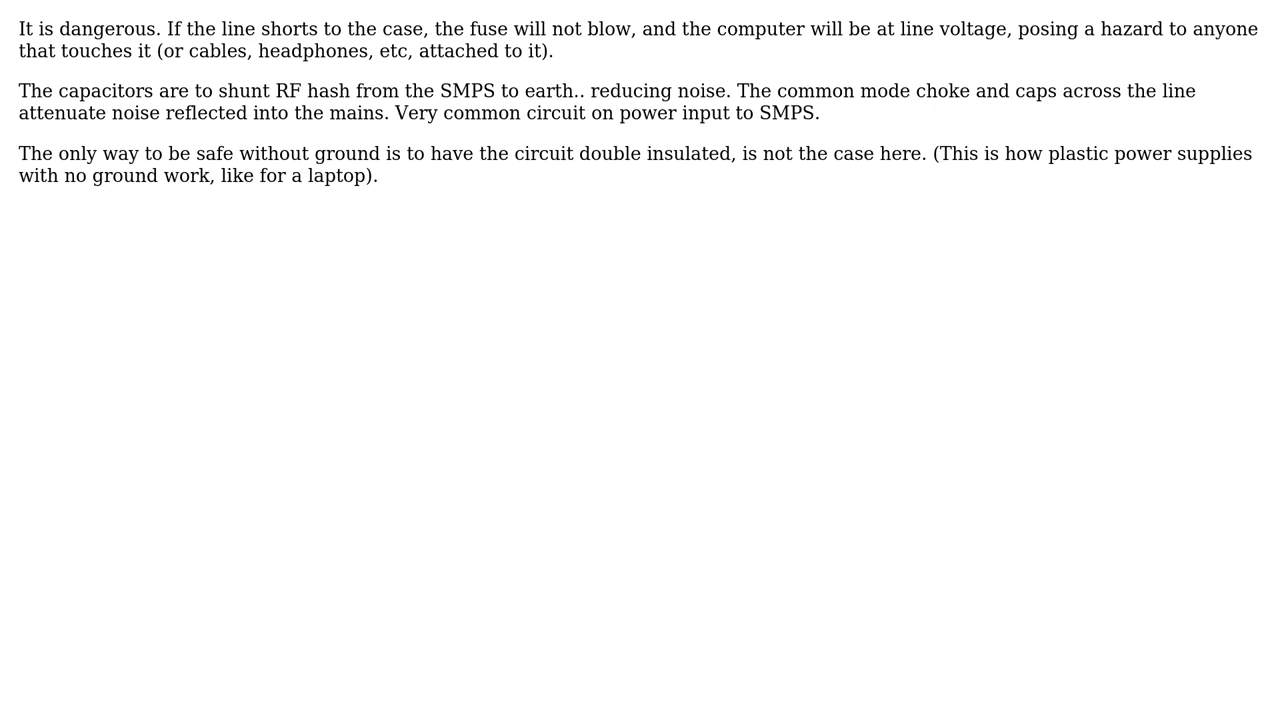 It is dangerous. If the line shorts to the case, the fuse will not blow, and the computer will be at line voltage, posing a hazard to anyone
that touches it (or cables, headphones, etc, attached to it).
The capacitors are to shunt RF hash from the SMPS to earth.. reducing noise. The common mode choke and caps across the line
attenuate noise reflected into the mains. Very common circuit on power input to SMPS.
The only way to be safe without ground is to have the circuit double insulated, is not the case here. (This is how plastic power supplies
with no ground work, like for a laptop).